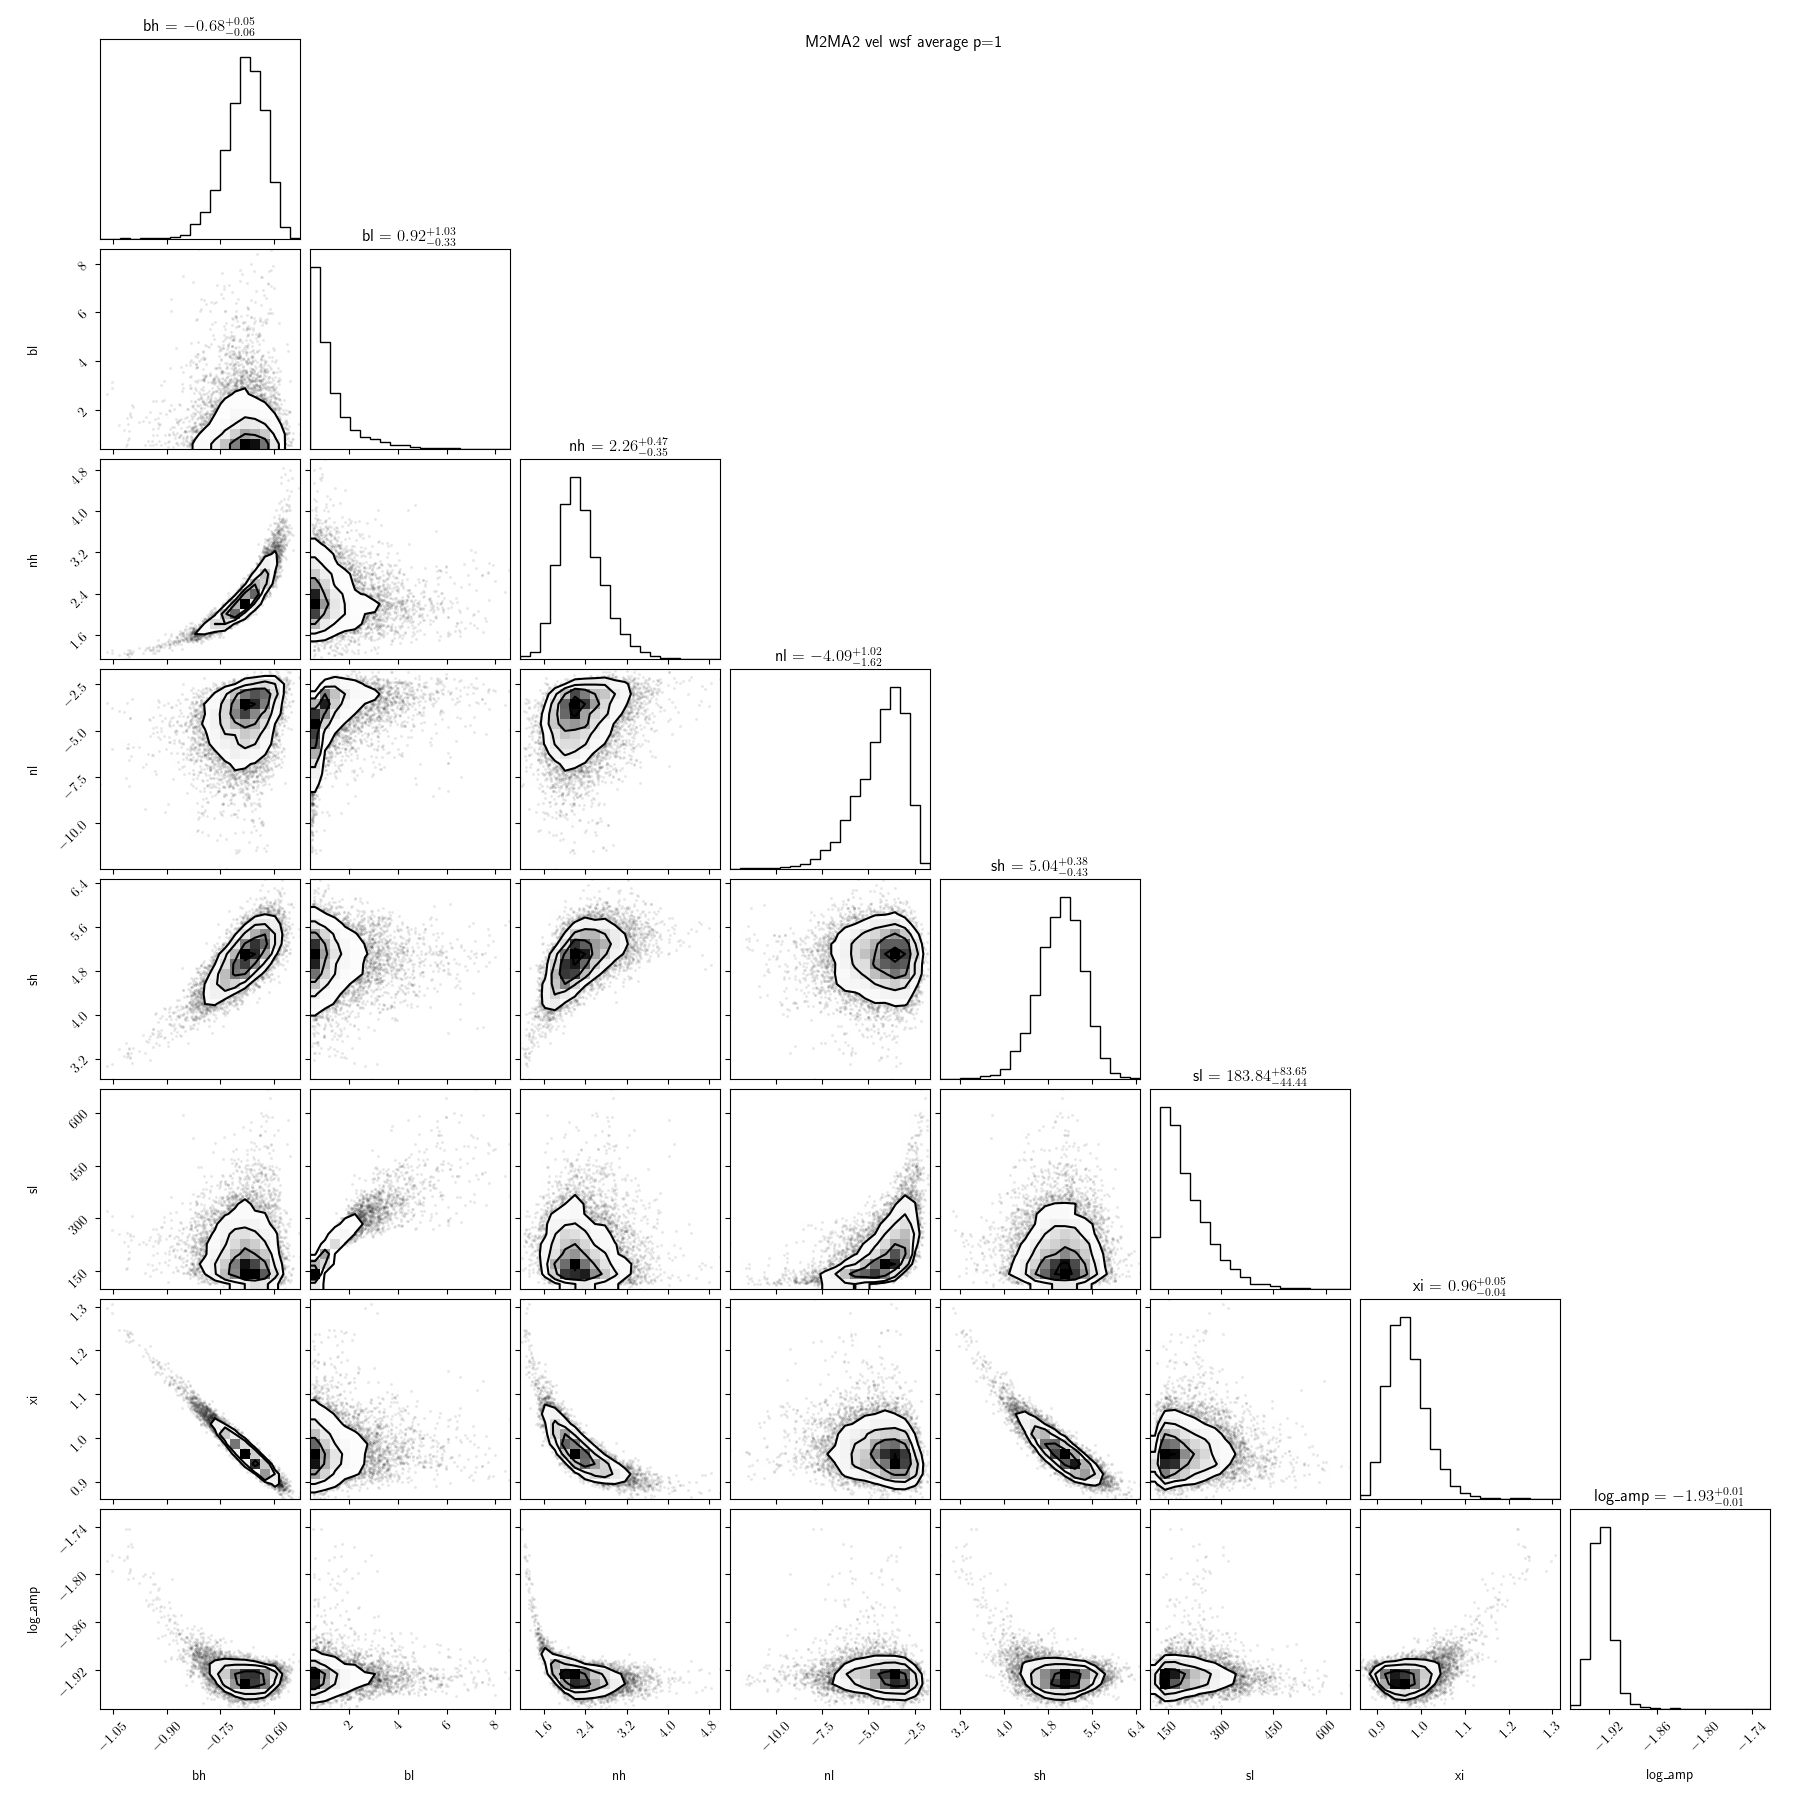 bh = −0.68+0.05−0.06
M2MA2 vel wsf average p=1
bl = 0.92+1.03−0.33
8
6
4
2
bl
nh = 2.26+0.47−0.35
4.8
4.0
3.2
2.4
1.6
nh
nl = −4.09+1.02−1.62
−2.5
−5.0
−7.5
−10.0
nl
sh = 5.04+0.38−0.43
6.4
5.6
4.8
4.0
3.2
sh
sl = 183.84+83.65−44.44
600
450
300
150
sl
xi = 0.96+0.05−0.04
1.3
1.2
1.1
1.0
0.9
xi
log_amp = −1.93+0.01−0.01
−1.74
−1.80
−1.86
−1.92
log_amp
−1.05 −0.90 −0.75 −0.60 2 4 6 8 1.6 2.4 3.2 4.0 4.8 −10.0 −7.5 −5.0 −2.5 3.2 4.0 4.8 5.6 6.4 150 300 450 600 0.9 1.0 1.1 1.2 1.3 −1.92 −1.86 −1.80 −1.74
bh bl nh nl sh sl xi log_amp